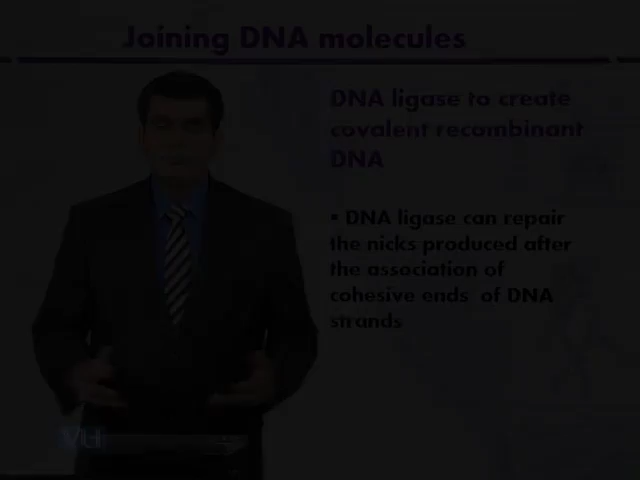 Joining DNA molecules
DNA ligase to create
covalent recombinant
DNA
• DNA ligase can repair
the nicks produced after
the association of
cohesive ends of DNA
strands